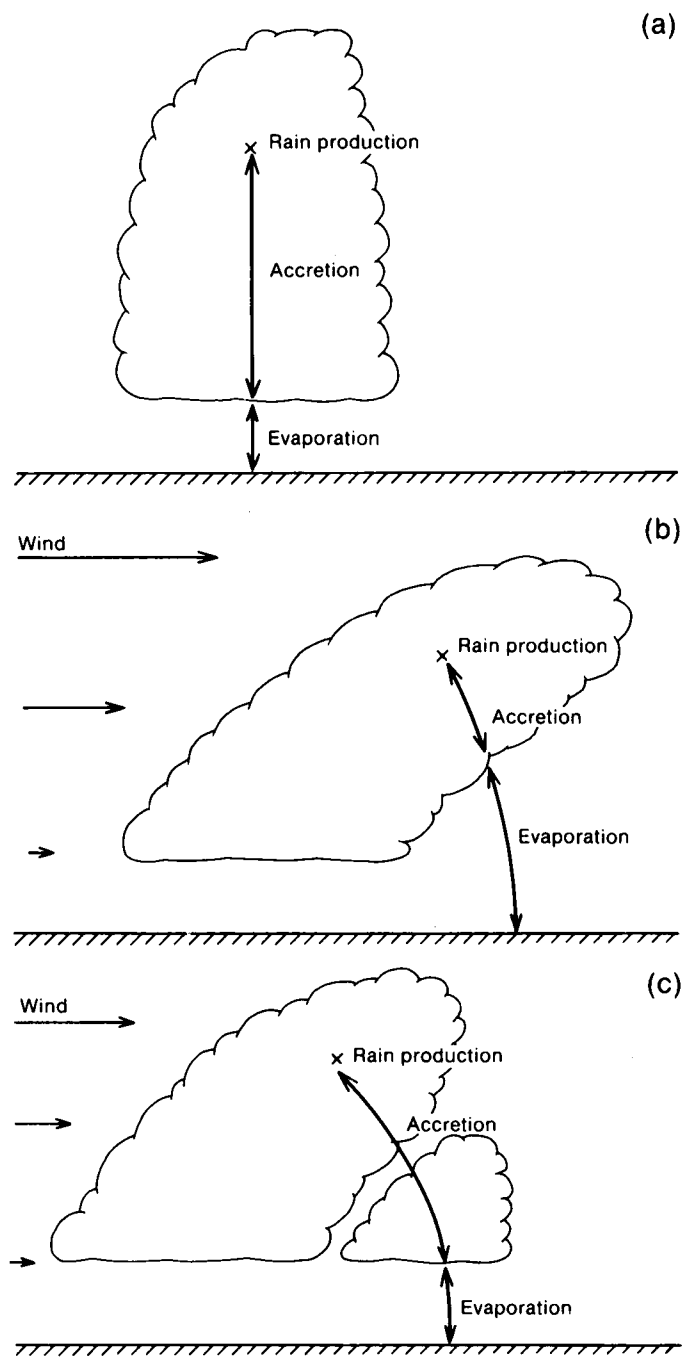 (a)
Rain production
Accretion
Evaporation
(b)
Wind
Rain production
Accretion
Evaporation
(c)
Wind
Rain production
Accretion
Evaporation